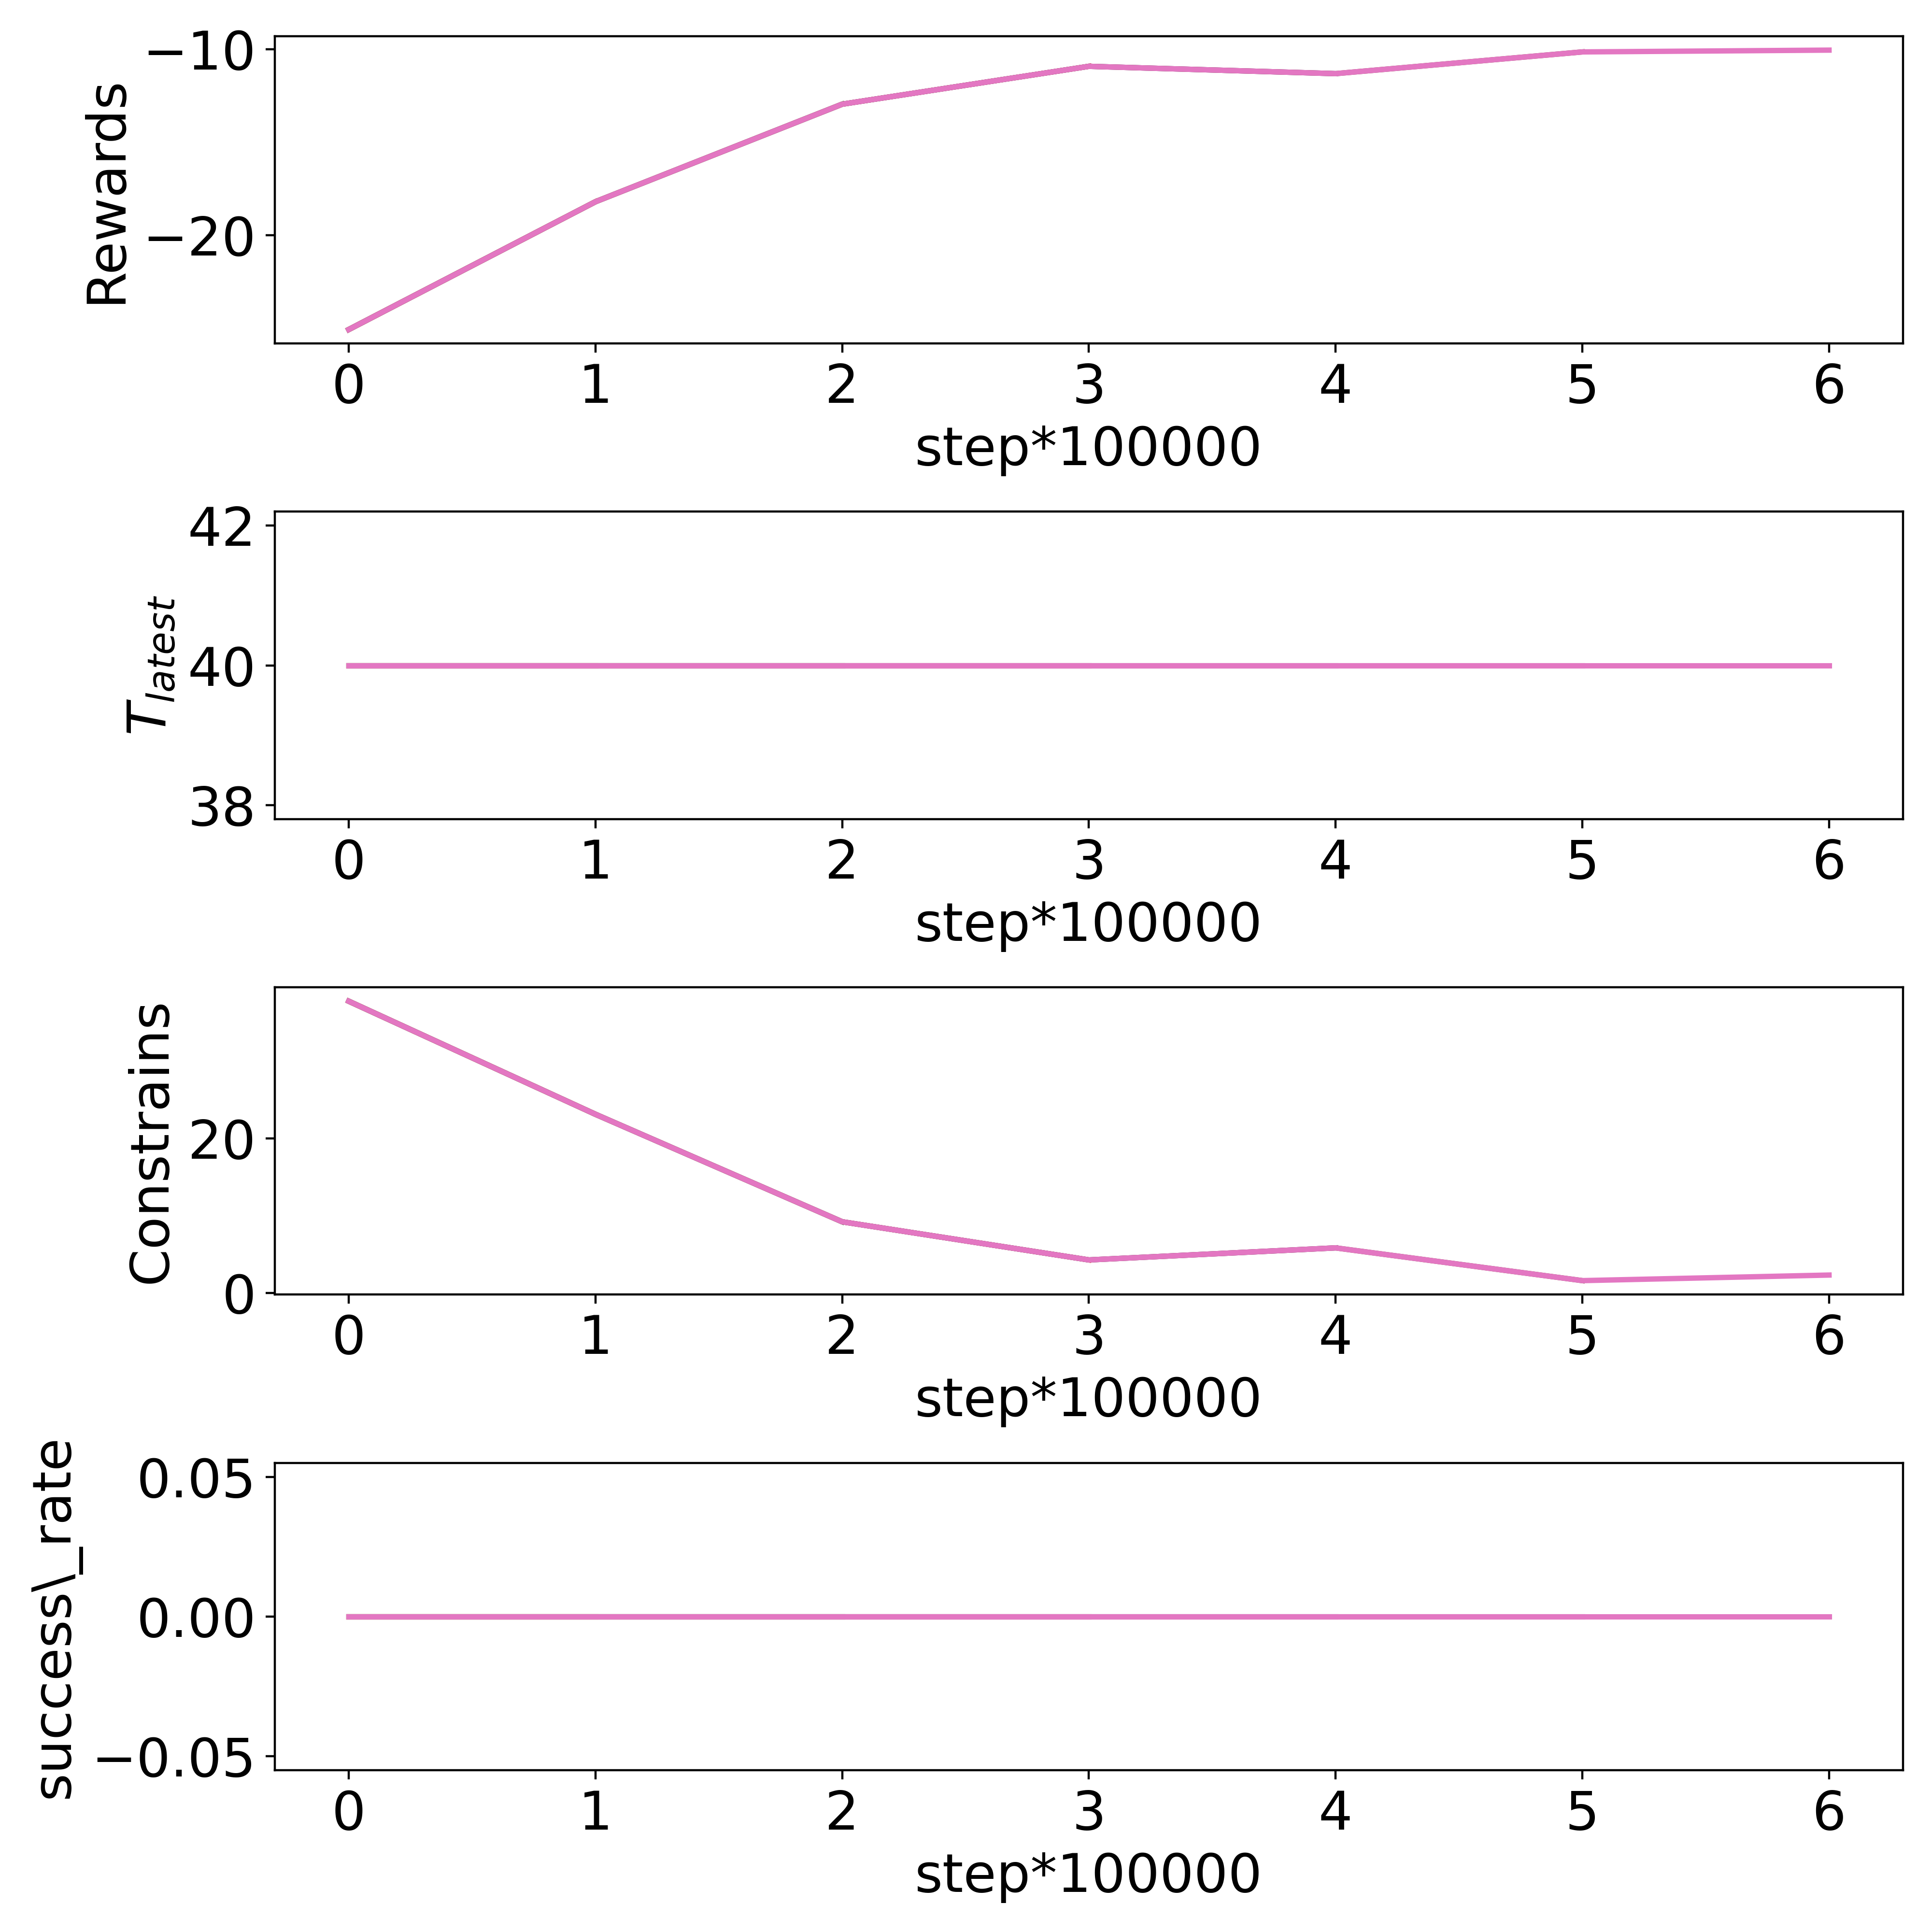 Rewards
−10
−20
0 1 2 3 4 5 6
step*100000
T_latest
42
40
38
0 1 2 3 4 5 6
step*100000
Constrains
20
0
0 1 2 3 4 5 6
step*100000
success\_rate
0.05
0.00
−0.05
0 1 2 3 4 5 6
step*100000